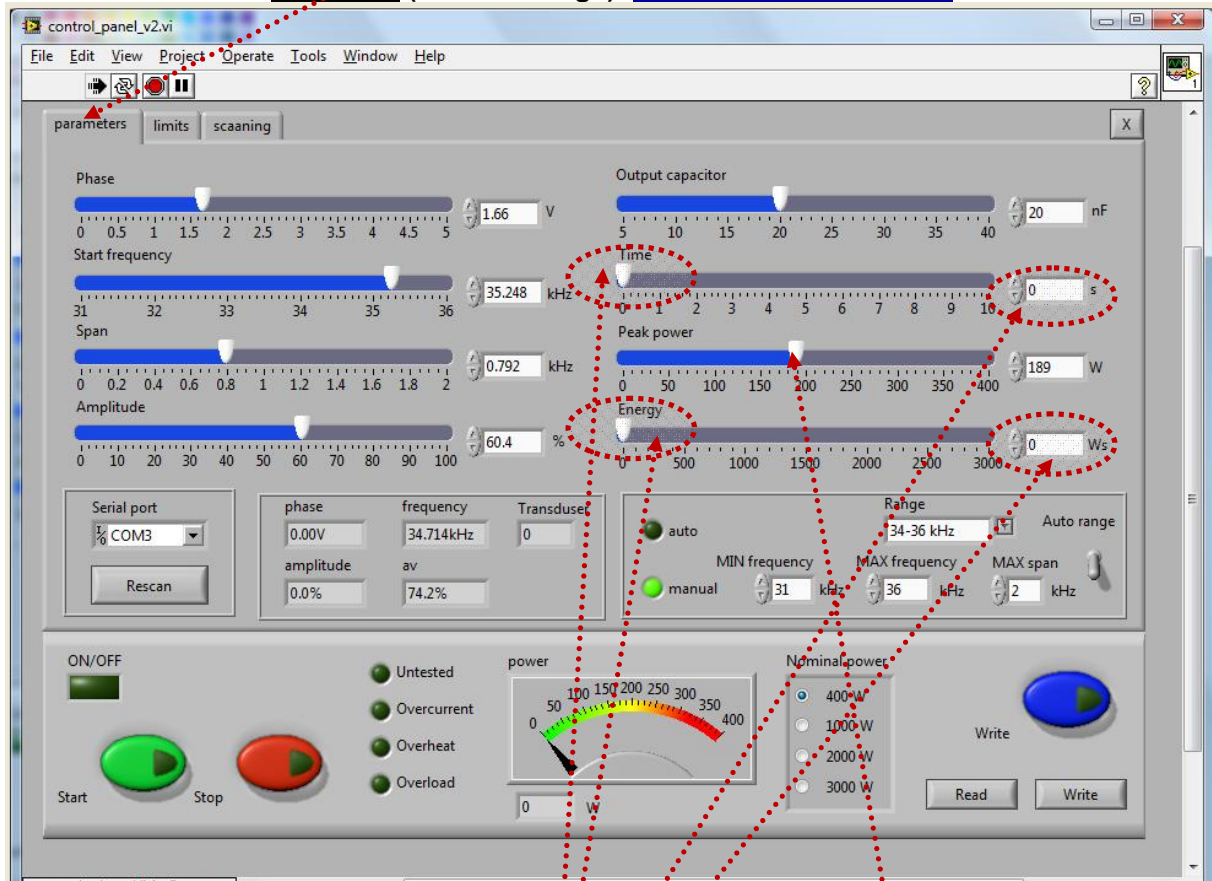 control_panel_v2.vi
File Edit View Project Operate Tools Window Help
parameters limits scaaning X
Phase
1.66 V
0 0.5 1 1.5 2 2.5 3 3.5 4 4.5 5
Start frequency
35.248 kHz
31 32 33 34 35 36
Span
0.792 kHz
0 0.2 0.4 0.6 0.8 1 1.2 1.4 1.6 1.8 2
Amplitude
60.4 %
0 10 20 30 40 50 60 70 80 90 100
Output capacitor
20 nF
5 10 15 20 25 30 35 40
Time
0 s
0 1 2 3 4 5 6 7 8 9 10
Peak power
189 W
0 50 100 150 200 250 300 350 400
Energy
0 Ws
0 500 1000 1500 2000 2500 3000
Serial port
COM3
Rescan
phase frequency Transduser
0.00V 34.714kHz 0
amplitude av
0.0% 74.2%
auto
manual
Range
34-36 kHz
Auto range
MIN frequency MAX frequency MAX span
31 kHz 36 kHz 2 kHz
ON/OFF
Start Stop
Untested
Overcurrent
Overheat
Overload
power
0 50 100 150 200 250 300 350 400
0 W
Nominal power
400 W
1000 W
2000 W
3000 W
Write
Read Write